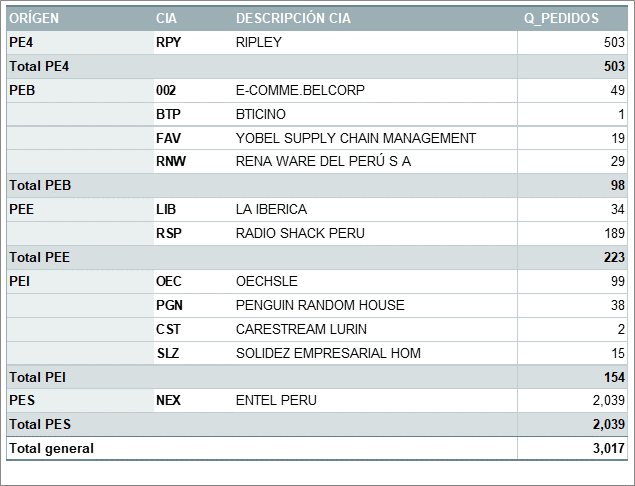 ORÍGEN CIA DESCRIPCIÓN CIA Q_PEDIDOS
PE4 RPY RIPLEY 503
Total PE4 503
PEB 002 E-COMME.BELCORP 49
BTP BTICINO 1
FAV YOBEL SUPPLY CHAIN MANAGEMENT 19
RNW RENA WARE DEL PERÚ S A 29
Total PEB 98
PEE LIB LA IBERICA 34
RSP RADIO SHACK PERU 189
Total PEE 223
PEI OEC OECHSLE 99
PGN PENGUIN RANDOM HOUSE 38
CST CARESTREAM LURIN 2
SLZ SOLIDEZ EMPRESARIAL HOM 15
Total PEI 154
PES NEX ENTEL PERU 2,039
Total PES 2,039
Total general 3,017